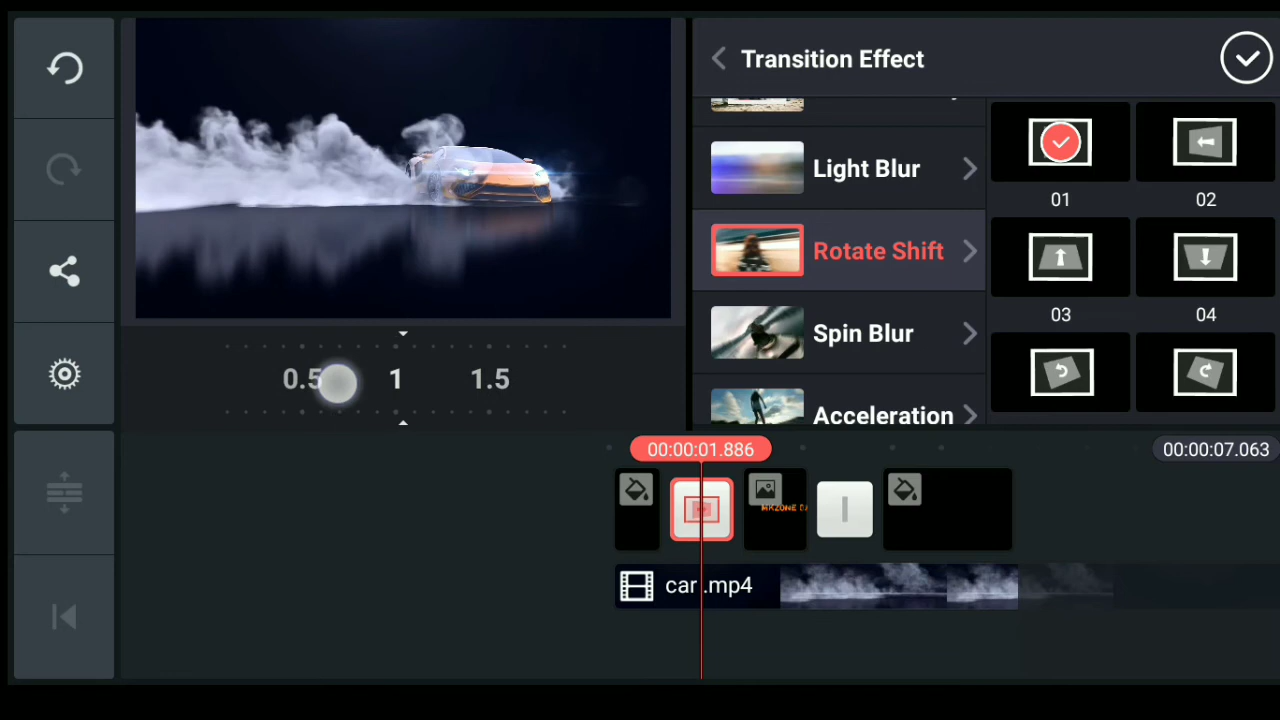 Transition Effect
Light Blur
Rotate Shift
Spin Blur
Acceleration
01
02
03
04
0.5
1
1.5
00:00:01.886
00:00:07.063
MKZONE
car .mp4